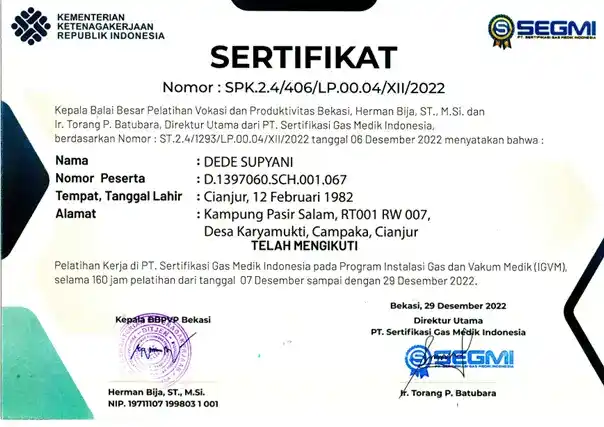 KEMENTERIAN
KETENAGAKERJAAN
REPUBLIK INDONESIA
SEGMI
PT. SERTIFIKASI GAS MEDIK INDONESIA
SERTIFIKAT
Nomor : SPK.2.4/406/LP.00.04/XII/2022
Kepala Balai Besar Pelatihan Vokasi dan Produktivitas Bekasi, Herman Bija, ST., M.Si. dan
Ir. Torang P. Batubara, Direktur Utama dari PT. Sertifikasi Gas Medik Indonesia,
berdasarkan Nomor : ST.2.4/1293/LP.00.04/XII/2022 tanggal 06 Desember 2022 menyatakan bahwa :
Nama : DEDE SUPYANI
Nomor Peserta : D.1397060.SCH.001.067
Tempat, Tanggal Lahir : Cianjur, 12 Februari 1982
Alamat : Kampung Pasir Salam, RT001 RW 007,
Desa Karyamukti, Campaka, Cianjur
TELAH MENGIKUTI
Pelatihan Kerja di PT. Sertifikasi Gas Medik Indonesia pada Program Instalasi Gas dan Vakum Medik (IGVM),
selama 160 jam pelatihan dari tanggal 07 Desember sampai dengan 29 Desember 2022.
Bekasi, 29 Desember 2022
Kepala BBPVP Bekasi
Direktur Utama
PT. Sertifikasi Gas Medik Indonesia
DITJEN
SEGMI
PT. SERTIFIKASI GAS MEDIK INDONESIA
Herman Bija, ST., M.Si.
NIP. 19711107 199803 1 001
Ir. Torang P. Batubara